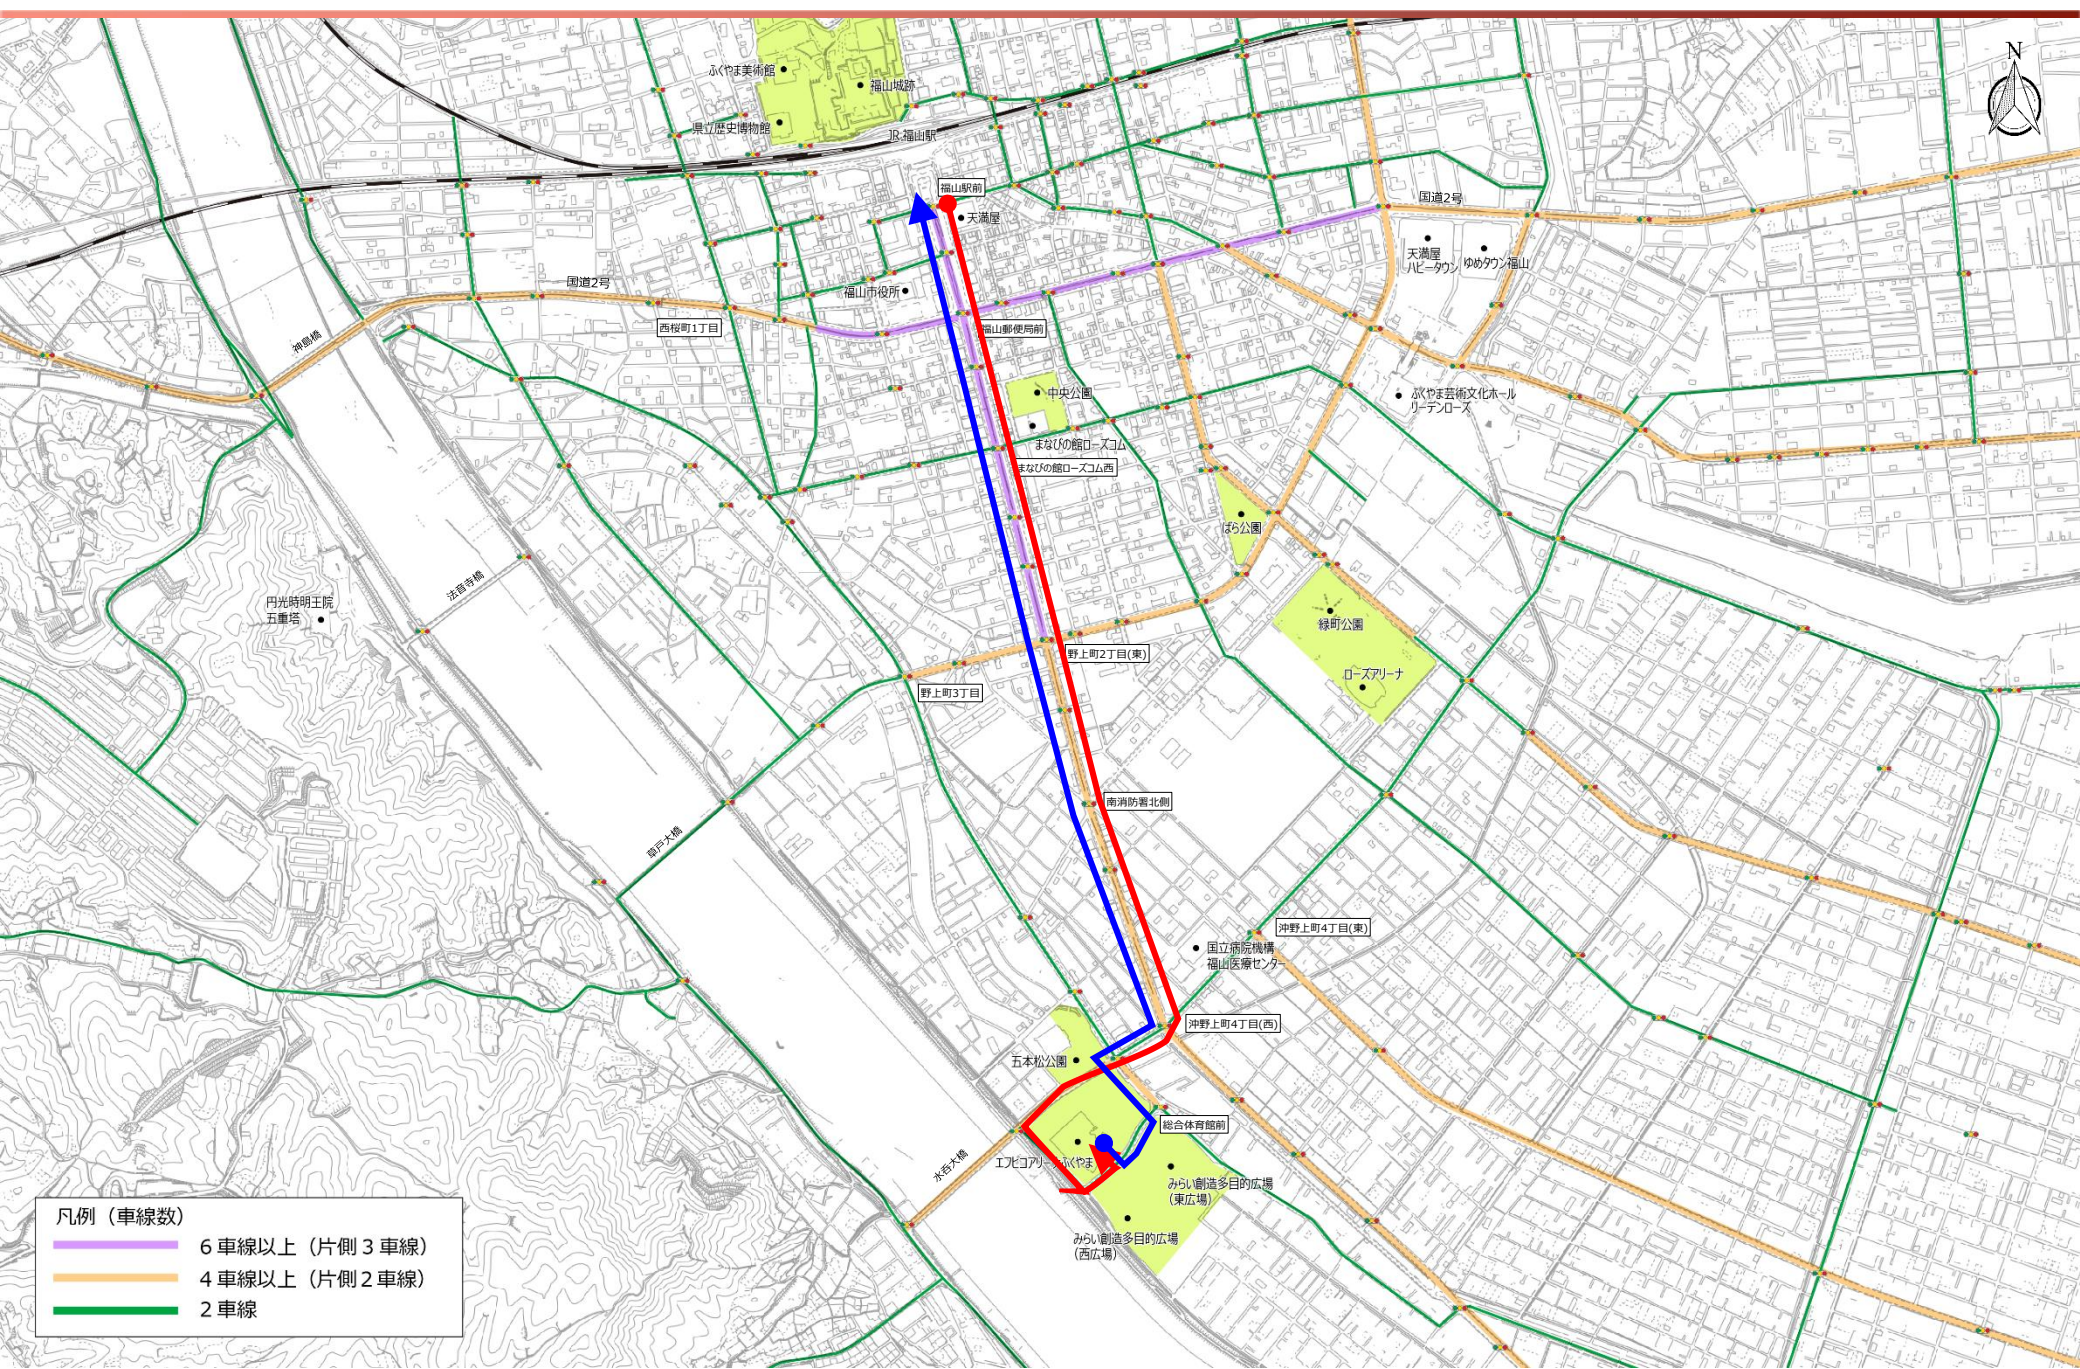 N
ふくやま美術館
福山城跡
県立歴史博物館
JR 福山駅
福山駅前
天満屋
国道2号
天満屋
ハピータウン
ゆめタウン福山
国道2号
福山市役所
西桜町1丁目
福山郵便局前
神島橋
中央公園
ふくやま芸術文化ホール
リーデンローズ
まなびの館ローズコム
まなびの館ローズコム西
ばら公園
法音寺橋
円光時明王院
五重塔
緑町公園
野上町2丁目(東)
ローズアリーナ
野上町3丁目
南消防署北側
草戸大橋
沖野上町4丁目(東)
国立病院機構
福山医療センター
沖野上町4丁目(西)
五本松公園
総合体育館前
エフピコアリーナふくやま
水呑大橋
みらい創造多目的広場
(東広場)
みらい創造多目的広場
(西広場)
凡例（車線数）
6車線以上（片側3車線）
4車線以上（片側2車線）
2車線